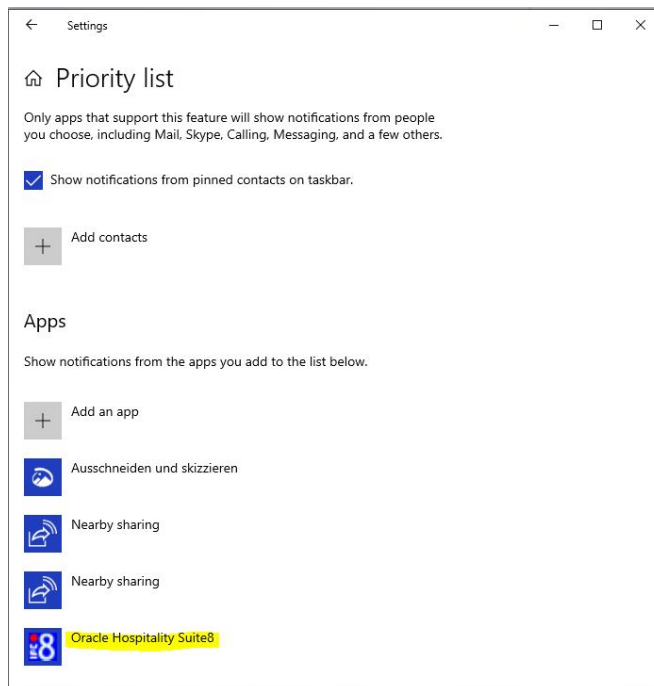 Settings
Priority list
Only apps that support this feature will show notifications from people
you choose, including Mail, Skype, Calling, Messaging, and a few others.
Show notifications from pinned contacts on taskbar.
Add contacts
Apps
Show notifications from the apps you add to the list below.
Add an app
Ausschneiden und skizzieren
Nearby sharing
Nearby sharing
IFC 8 Oracle Hospitality Suite8